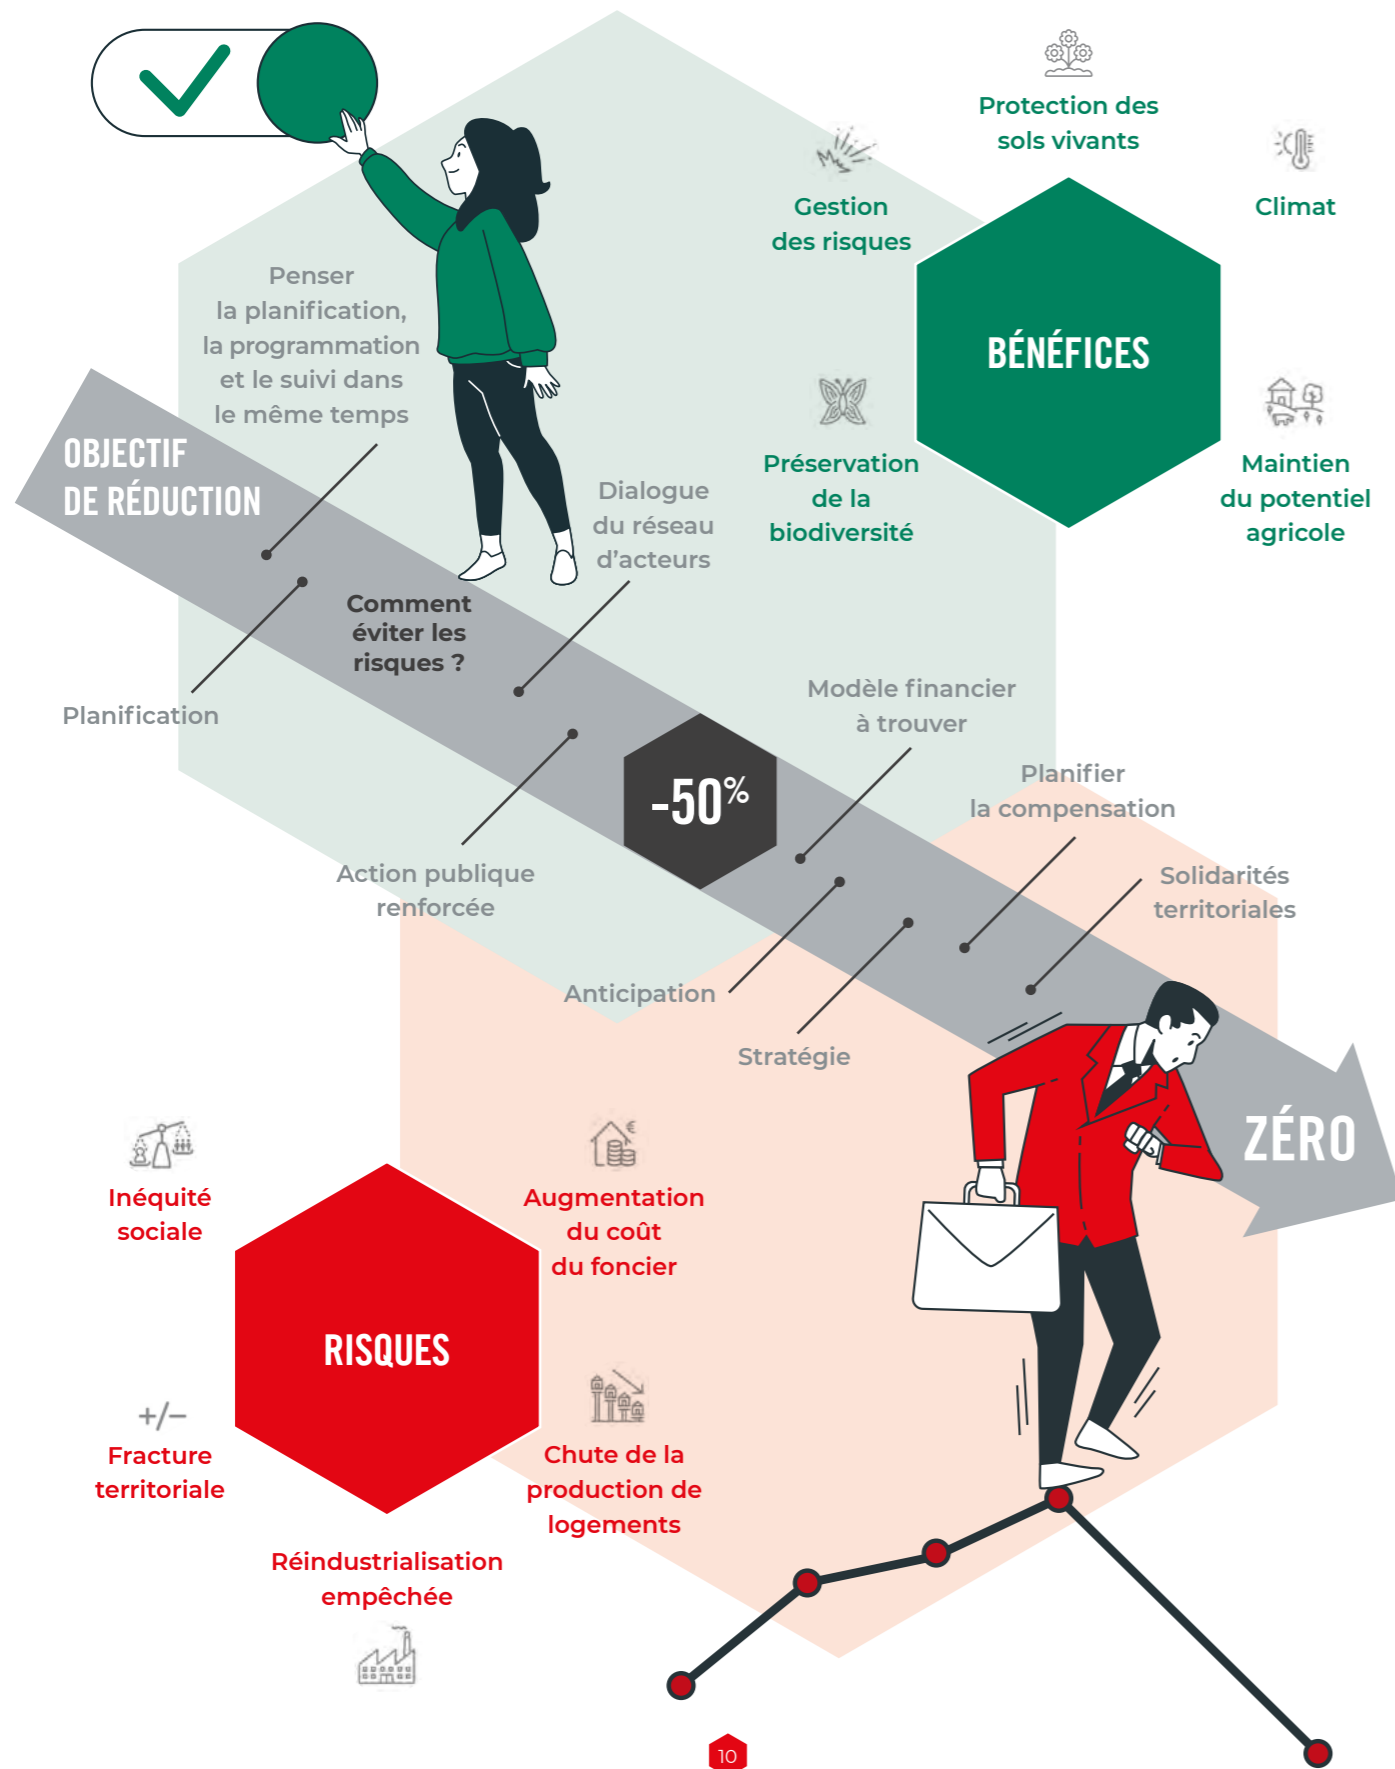 Protection des
sols vivants
Gestion
des risques
Climat
BÉNÉFICES
Préservation
de la
biodiversité
Maintien
du potentiel
agricole
Penser
la planification,
la programmation
et le suivi dans
le même temps
OBJECTIF
DE RÉDUCTION
Dialogue
du réseau
d’acteurs
Comment
éviter les
risques ?
Planification
Modèle financier
à trouver
-50%
Planifier
la compensation
Action publique
renforcée
Solidarités
territoriales
Anticipation
Stratégie
ZÉRO
Inéquité
sociale
€
Augmentation
du coût
du foncier
RISQUES
+/−
Fracture
territoriale
Chute de la
production de
logements
Réindustrialisation
empêchée
10